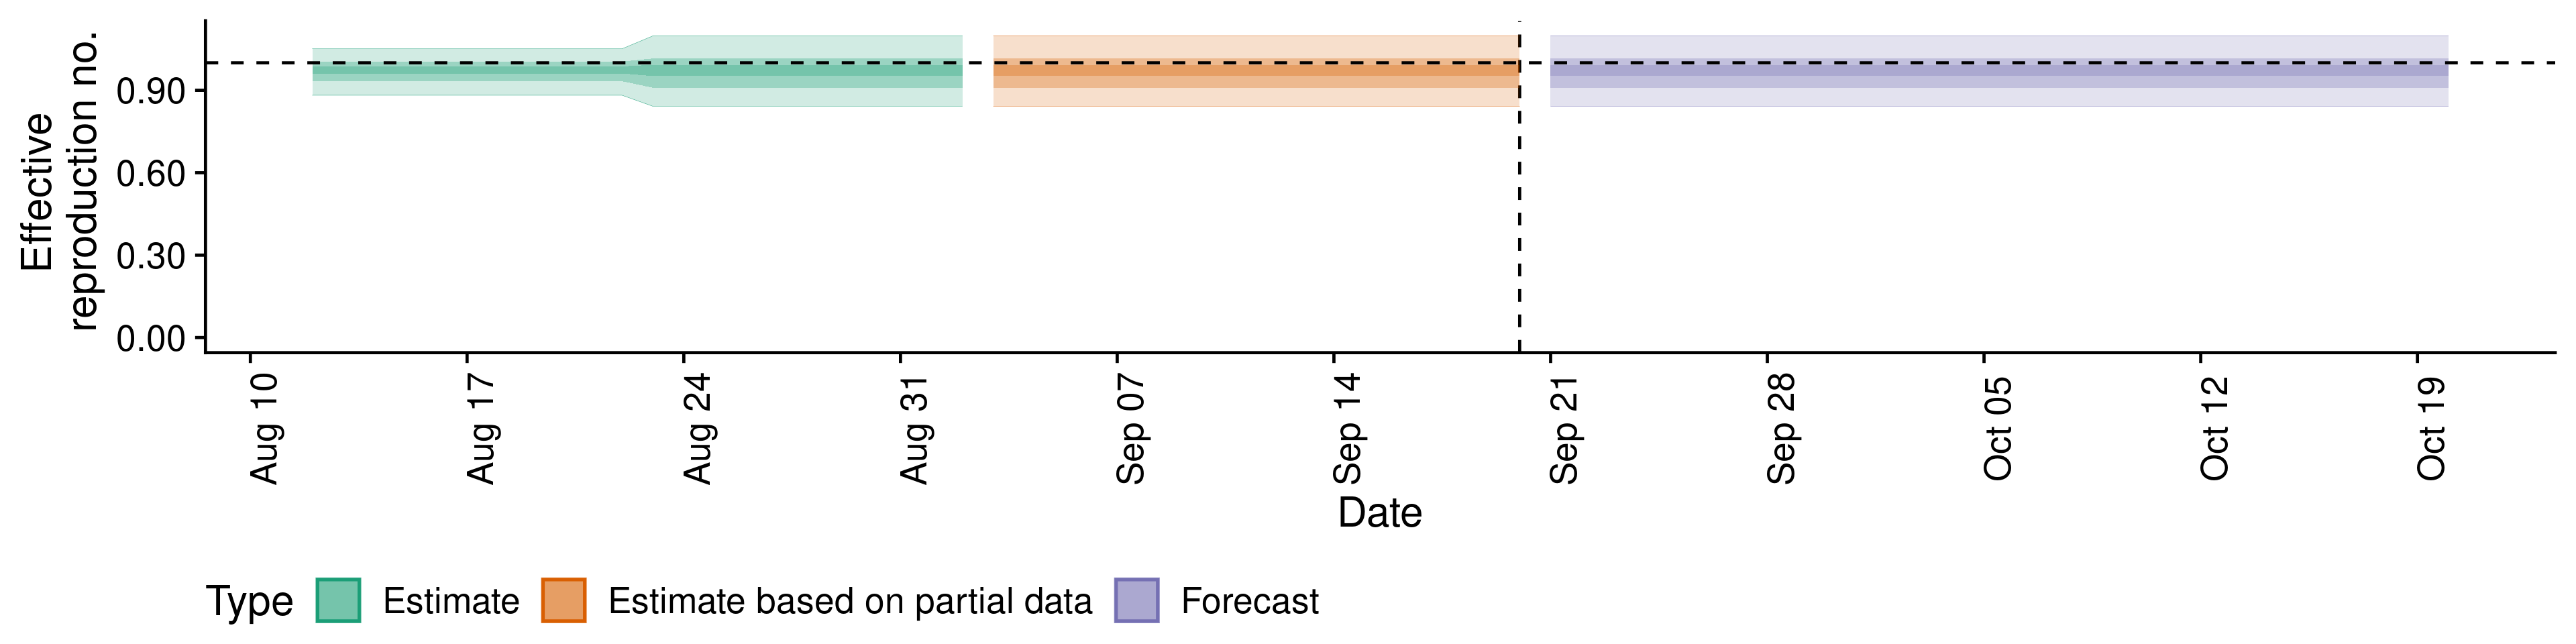 Effective
reproduction no.
0.90
0.60
0.30
0.00
Aug 10
Aug 17
Aug 24
Aug 31
Sep 07
Sep 14
Sep 21
Sep 28
Oct 05
Oct 12
Oct 19
Date
Type Estimate Estimate based on partial data Forecast